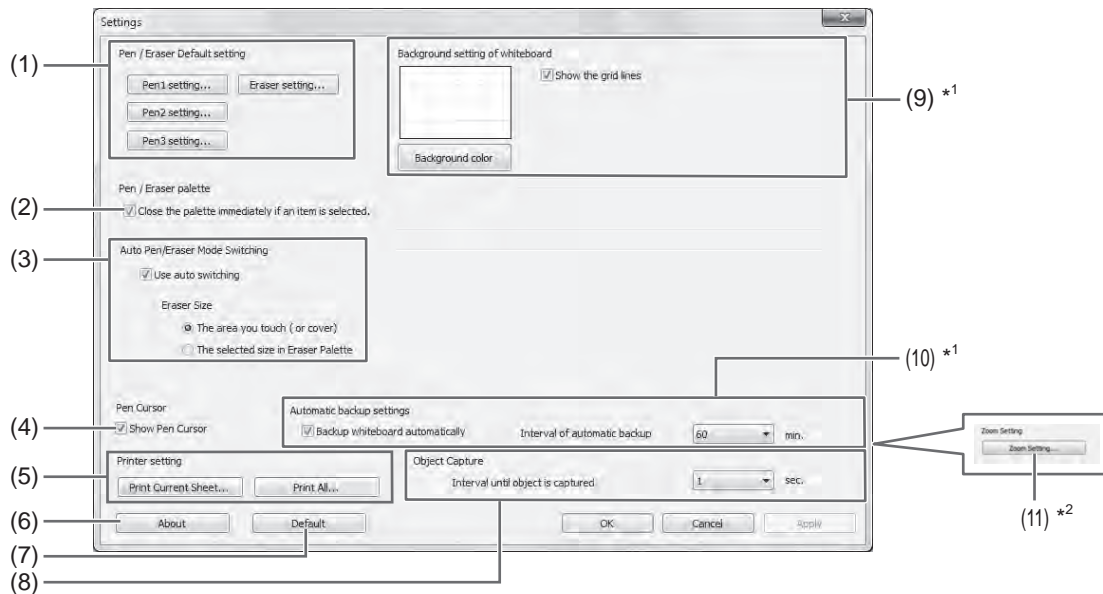 Settings
x
(1)
Pen / Eraser Default setting
Pen1 setting...
Eraser setting...
Pen2 setting...
Pen3 setting...
Background setting of whiteboard
Show the grid lines
Background color
(9) *1
(2)
Pen / Eraser palette
Close the palette immediately if an item is selected.
(3)
Auto Pen/Eraser Mode Switching
Use auto switching
Eraser Size
The area you touch ( or cover)
The selected size in Eraser Palette
(10) *1
(4)
Pen Cursor
Show Pen Cursor
Automatic backup settings
Backup whiteboard automatically
Interval of automatic backup
60
min.
Zoom Setting
Zoom Setting...
(11) *2
(5)
Printer setting
Print Current Sheet...
Print All...
Object Capture
Interval until object is captured
1
sec.
(6)
About
Default
OK
Cancel
Apply
(7)
(8)